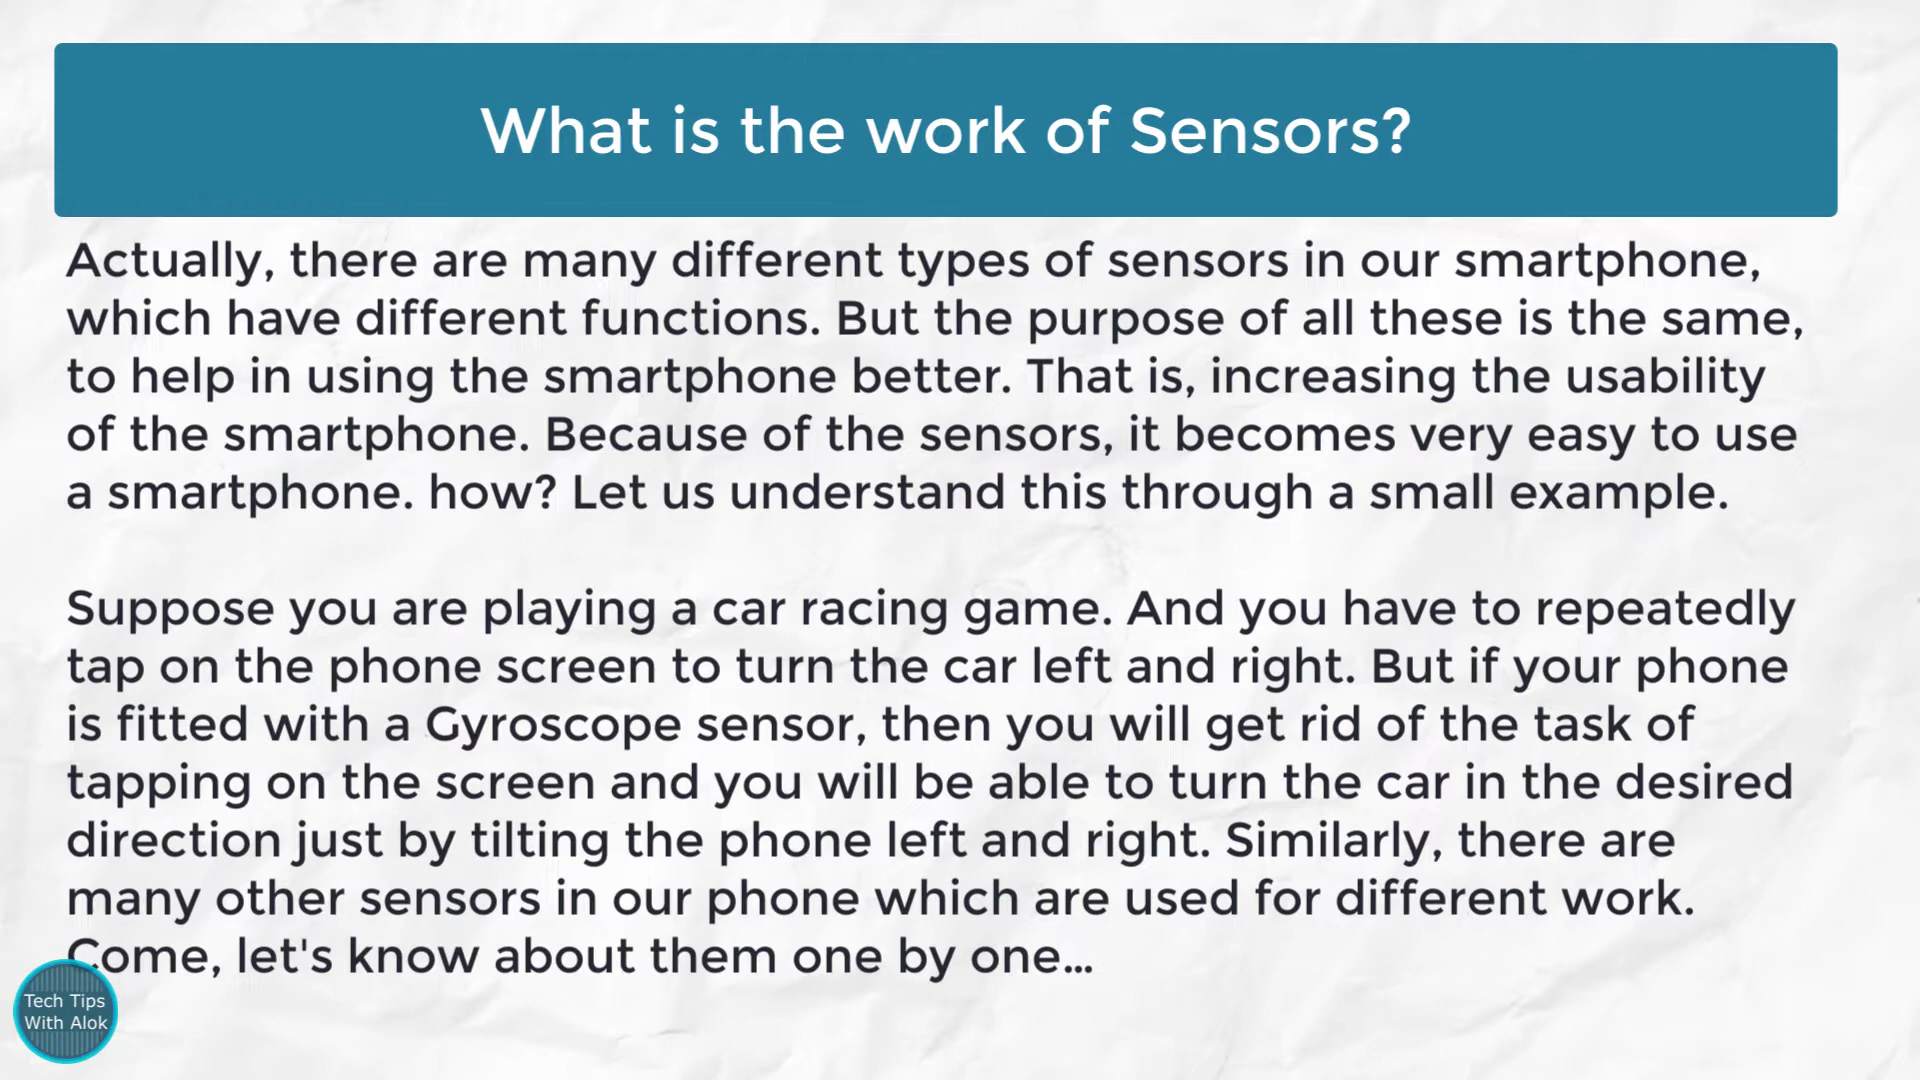 What is the work of Sensors?
Actually, there are many different types of sensors in our smartphone,
which have different functions. But the purpose of all these is the same,
to help in using the smartphone better. That is, increasing the usability
of the smartphone. Because of the sensors, it becomes very easy to use
a smartphone. how? Let us understand this through a small example.
Suppose you are playing a car racing game. And you have to repeatedly
tap on the phone screen to turn the car left and right. But if your phone
is fitted with a Gyroscope sensor, then you will get rid of the task of
tapping on the screen and you will be able to turn the car in the desired
direction just by tilting the phone left and right. Similarly, there are
many other sensors in our phone which are used for different work.
Come, let's know about them one by one...
Tech Tips
With Alok